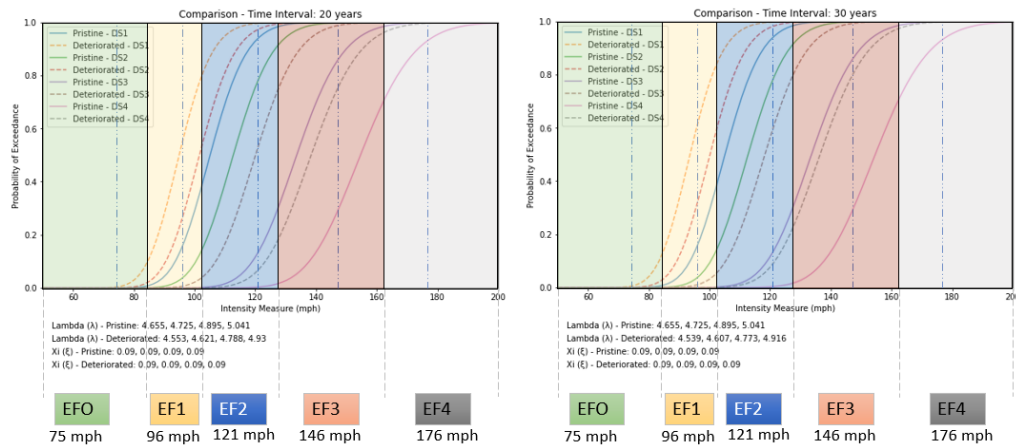 Comparison - Time Interval: 20 years
Probability of Exceedance
1.0
0.8
0.6
0.4
0.2
0.0
Pristine - DS1
Deteriorated - DS1
Pristine - DS2
Deteriorated - DS2
Pristine - DS3
Deteriorated - DS3
Pristine - DS4
Deteriorated - DS4
60 80 100 120 140 160 180 200
Intensity Measure (mph)
Lambda (λ) - Pristine: 4.655, 4.725, 4.895, 5.041
Lambda (λ) - Deteriorated: 4.553, 4.621, 4.788, 4.93
Xi (ξ) - Pristine: 0.09, 0.09, 0.09, 0.09
Xi (ξ) - Deteriorated: 0.09, 0.09, 0.09, 0.09
EFO EF1 EF2 EF3 EF4
75 mph 96 mph 121 mph 146 mph 176 mph
Comparison - Time Interval: 30 years
Probability of Exceedance
1.0
0.8
0.6
0.4
0.2
0.0
Pristine - DS1
Deteriorated - DS1
Pristine - DS2
Deteriorated - DS2
Pristine - DS3
Deteriorated - DS3
Pristine - DS4
Deteriorated - DS4
60 80 100 120 140 160 180 200
Intensity Measure (mph)
Lambda (λ) - Pristine: 4.655, 4.725, 4.895, 5.041
Lambda (λ) - Deteriorated: 4.539, 4.607, 4.773, 4.916
Xi (ξ) - Pristine: 0.09, 0.09, 0.09, 0.09
Xi (ξ) - Deteriorated: 0.09, 0.09, 0.09, 0.09
EFO EF1 EF2 EF3 EF4
75 mph 96 mph 121 mph 146 mph 176 mph